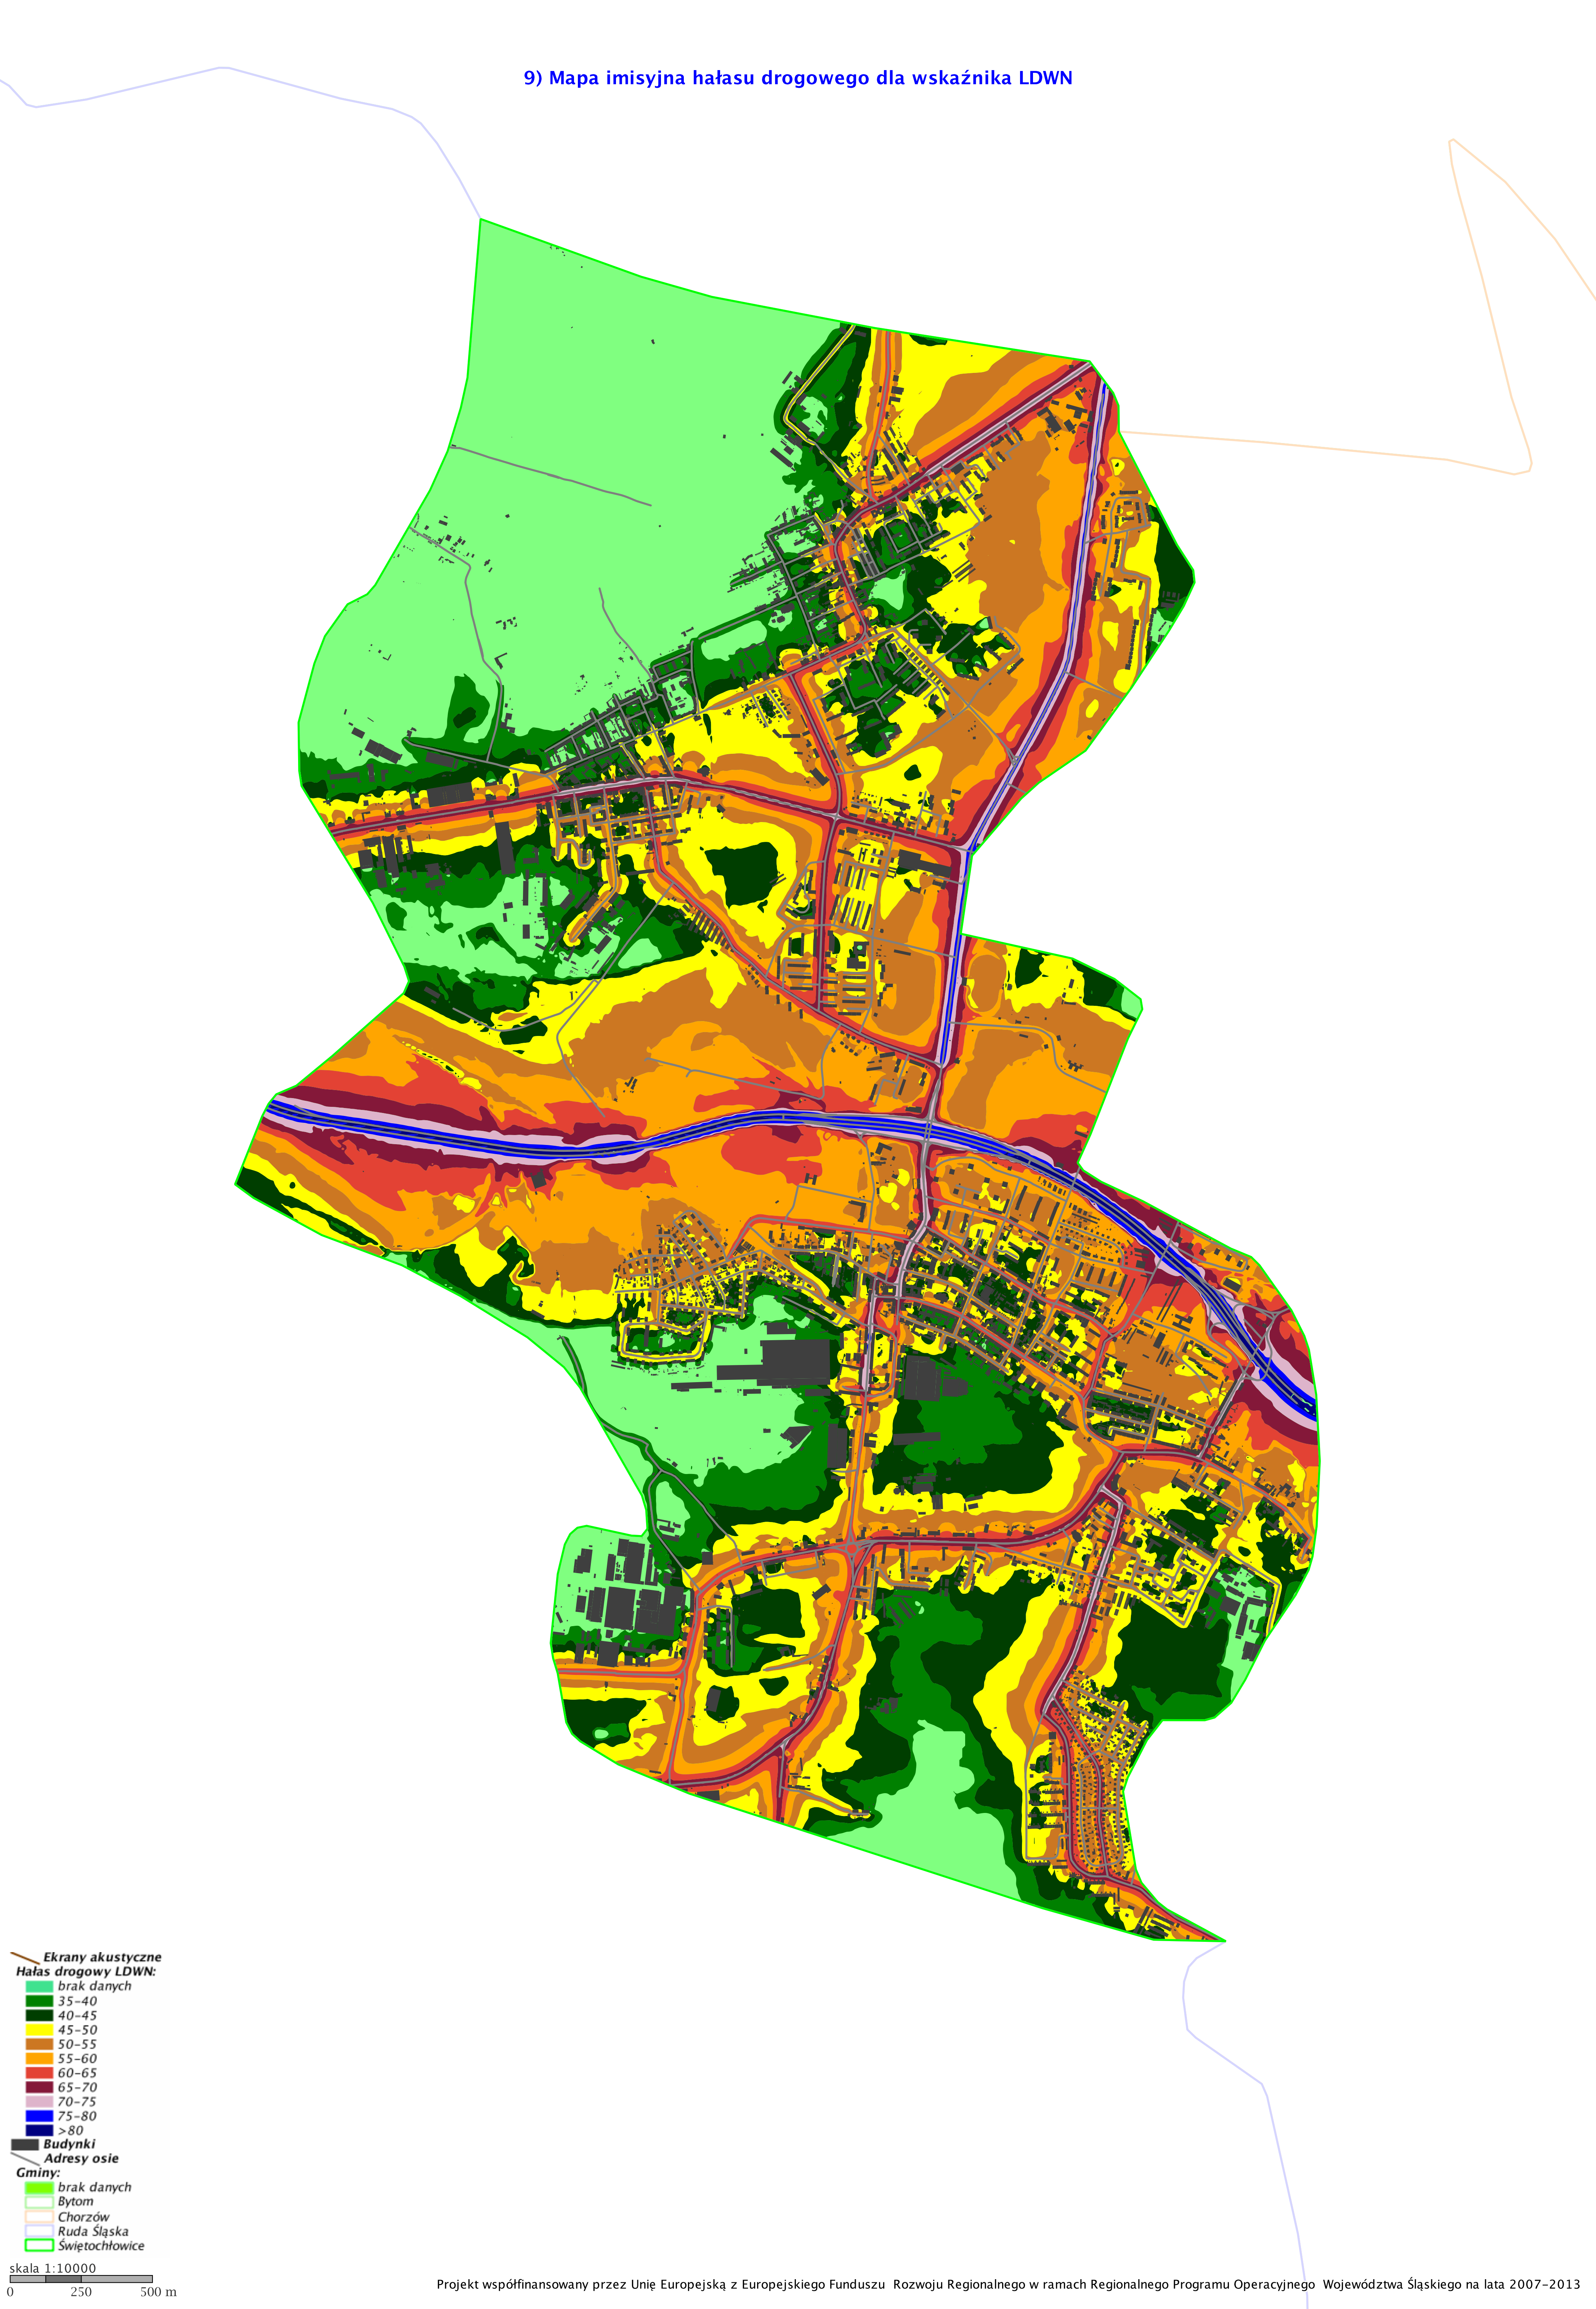 9) Mapa imisyjna hałasu drogowego dla wskaźnika LDWN
Ekrany akustyczne
Hałas drogowy LDWN:
brak danych
35-40
40-45
45-50
50-55
55-60
60-65
65-70
70-75
75-80
>80
Budynki
Adresy osie
Gminy:
brak danych
Bytom
Chorzów
Ruda Śląska
Świętochłowice
skala 1:10000
0 250 500 m
Projekt współfinansowany przez Unię Europejską z Europejskiego Funduszu Rozwoju Regionalnego w ramach Regionalnego Programu Operacyjnego Województwa Śląskiego na lata 2007-2013